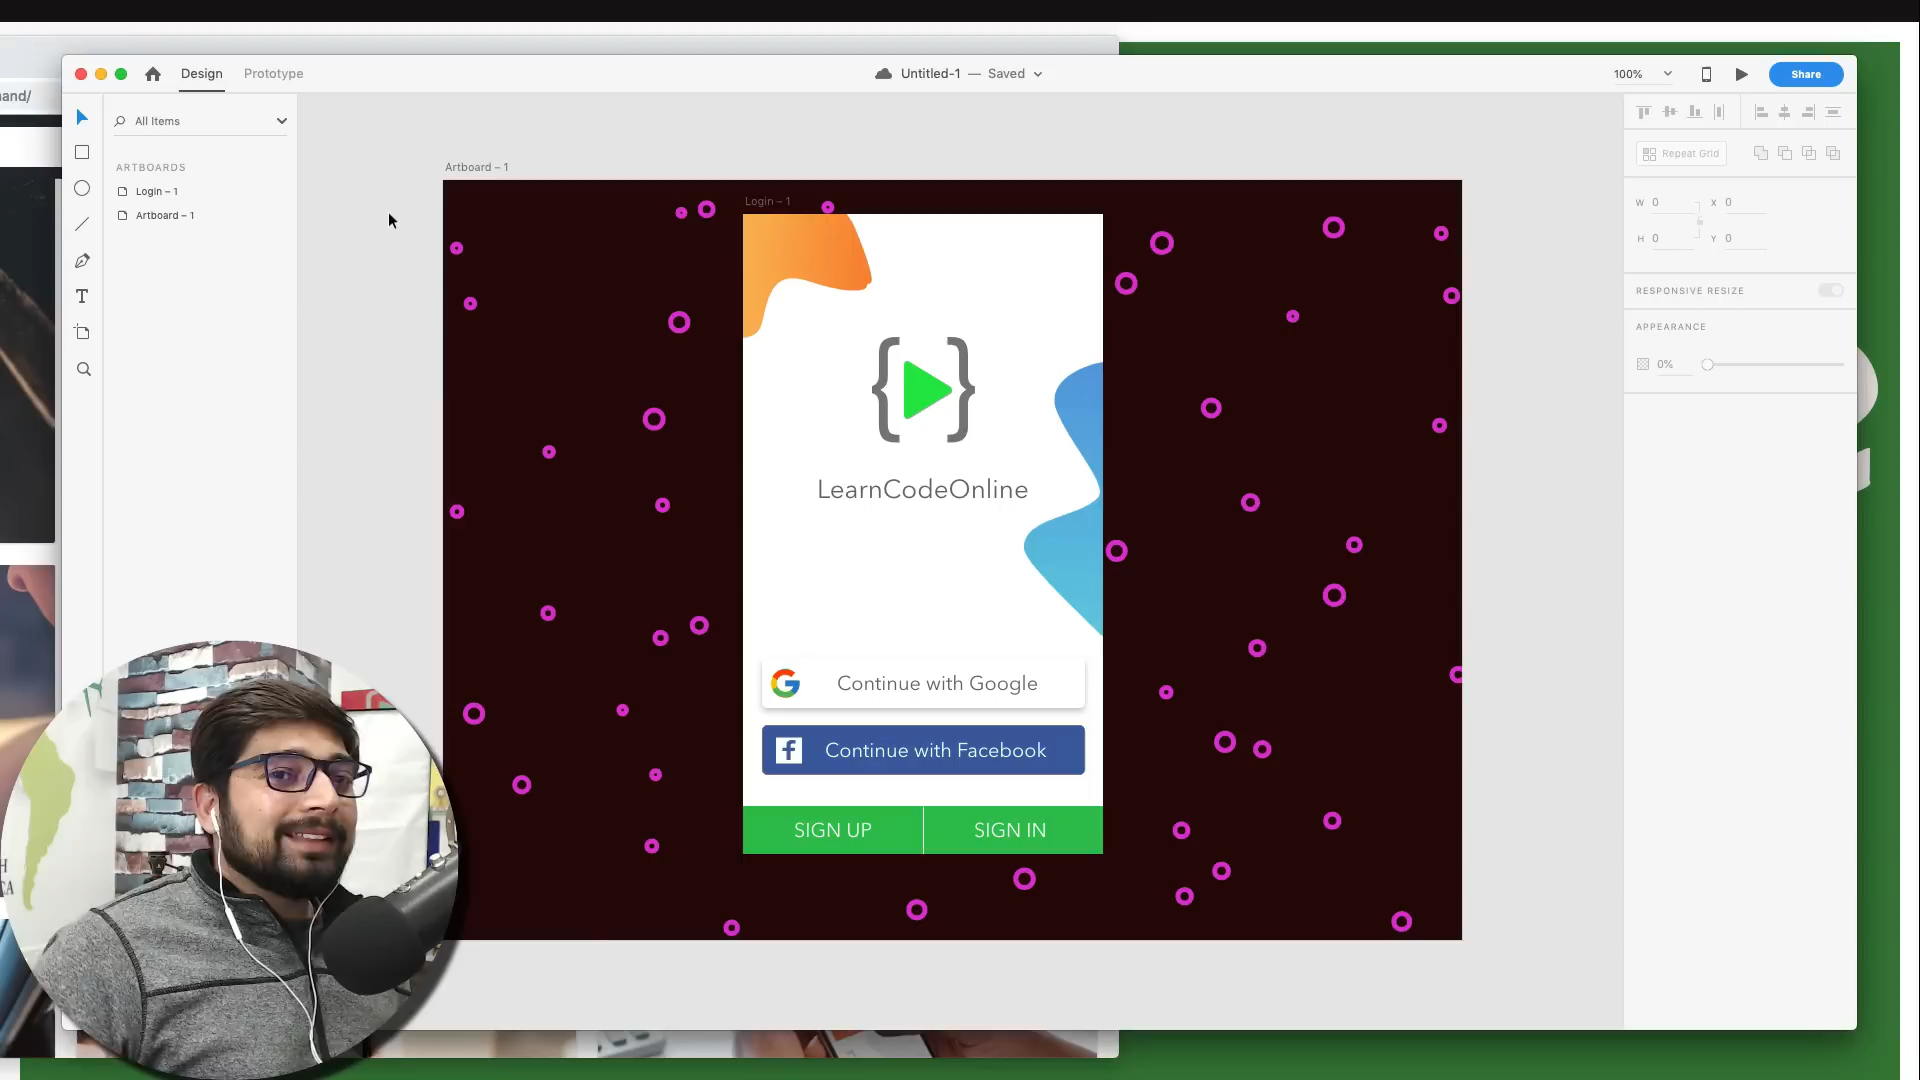 Design
Prototype
Untitled-1 — Saved
100%
Share
and/
All Items
ARTBOARDS
Login – 1
Artboard – 1
Artboard – 1
Login – 1
LearnCodeOnline
Continue with Google
f Continue with Facebook
SIGN UP
SIGN IN
Repeat Grid
W 0
X 0
H 0
Y 0
RESPONSIVE RESIZE
APPEARANCE
0%